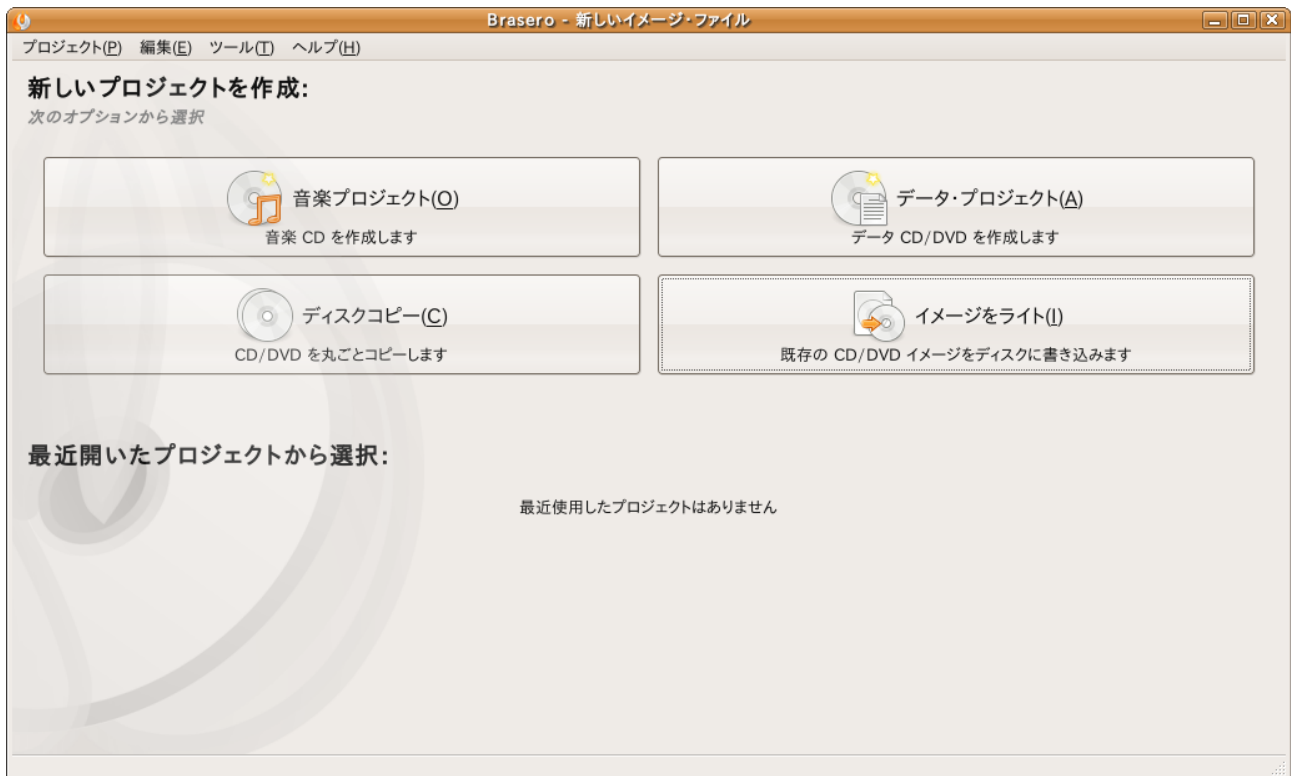 Brasero - 新しいイメージ・ファイル
プロジェクト(P) 編集(E) ツール(T) ヘルプ(H)
新しいプロジェクトを作成:
次のオプションから選択
音楽プロジェクト(O)
音楽 CD を作成します
データ・プロジェクト(A)
データ CD/DVD を作成します
ディスクコピー(C)
CD/DVD を丸ごとコピーします
イメージをライト(I)
既存の CD/DVD イメージをディスクに書き込みます
最近開いたプロジェクトから選択:
最近使用したプロジェクトはありません